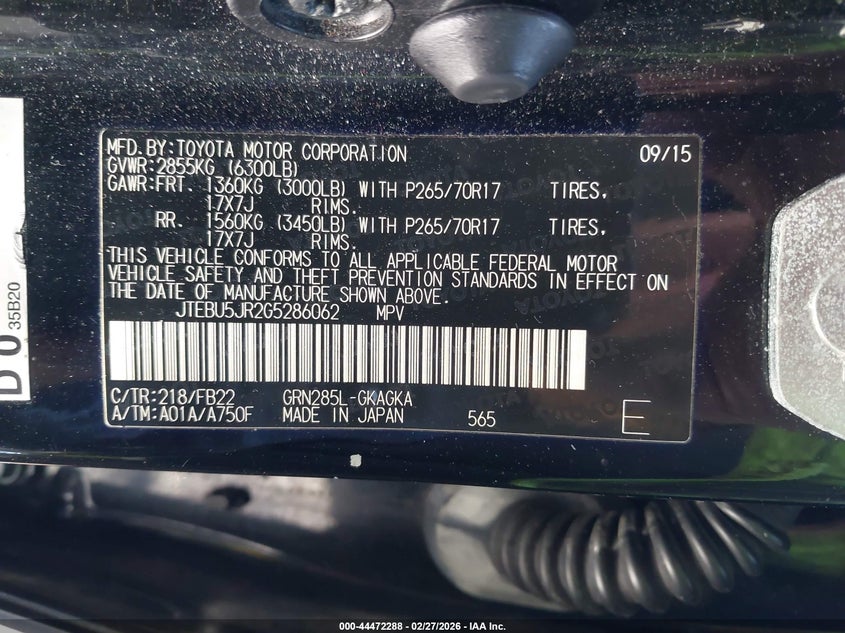 MFD.BY:TOYOTA MOTOR CORPORATION 09/15
GVWR:2855KG (6300LB)
GAWR:FRT. 1360KG (3000LB) WITH P265/70R17 TIRES,
17X7J RIMS.
RR. 1560KG (3450LB) WITH P265/70R17 TIRES,
17X7J RIMS.
THIS VEHICLE CONFORMS TO ALL APPLICABLE FEDERAL MOTOR
VEHICLE SAFETY AND THEFT PREVENTION STANDARDS IN EFFECT ON
THE DATE OF MANUFACTURE SHOWN ABOVE.
JTEBU5JR2G5286062 MPV
C/TR:218/FB22 GRN285L-GKAGKA
A/TM:A01A/A750F MADE IN JAPAN 565 E
35B20
000-44472288 - 02/27/2026 - IAA Inc.